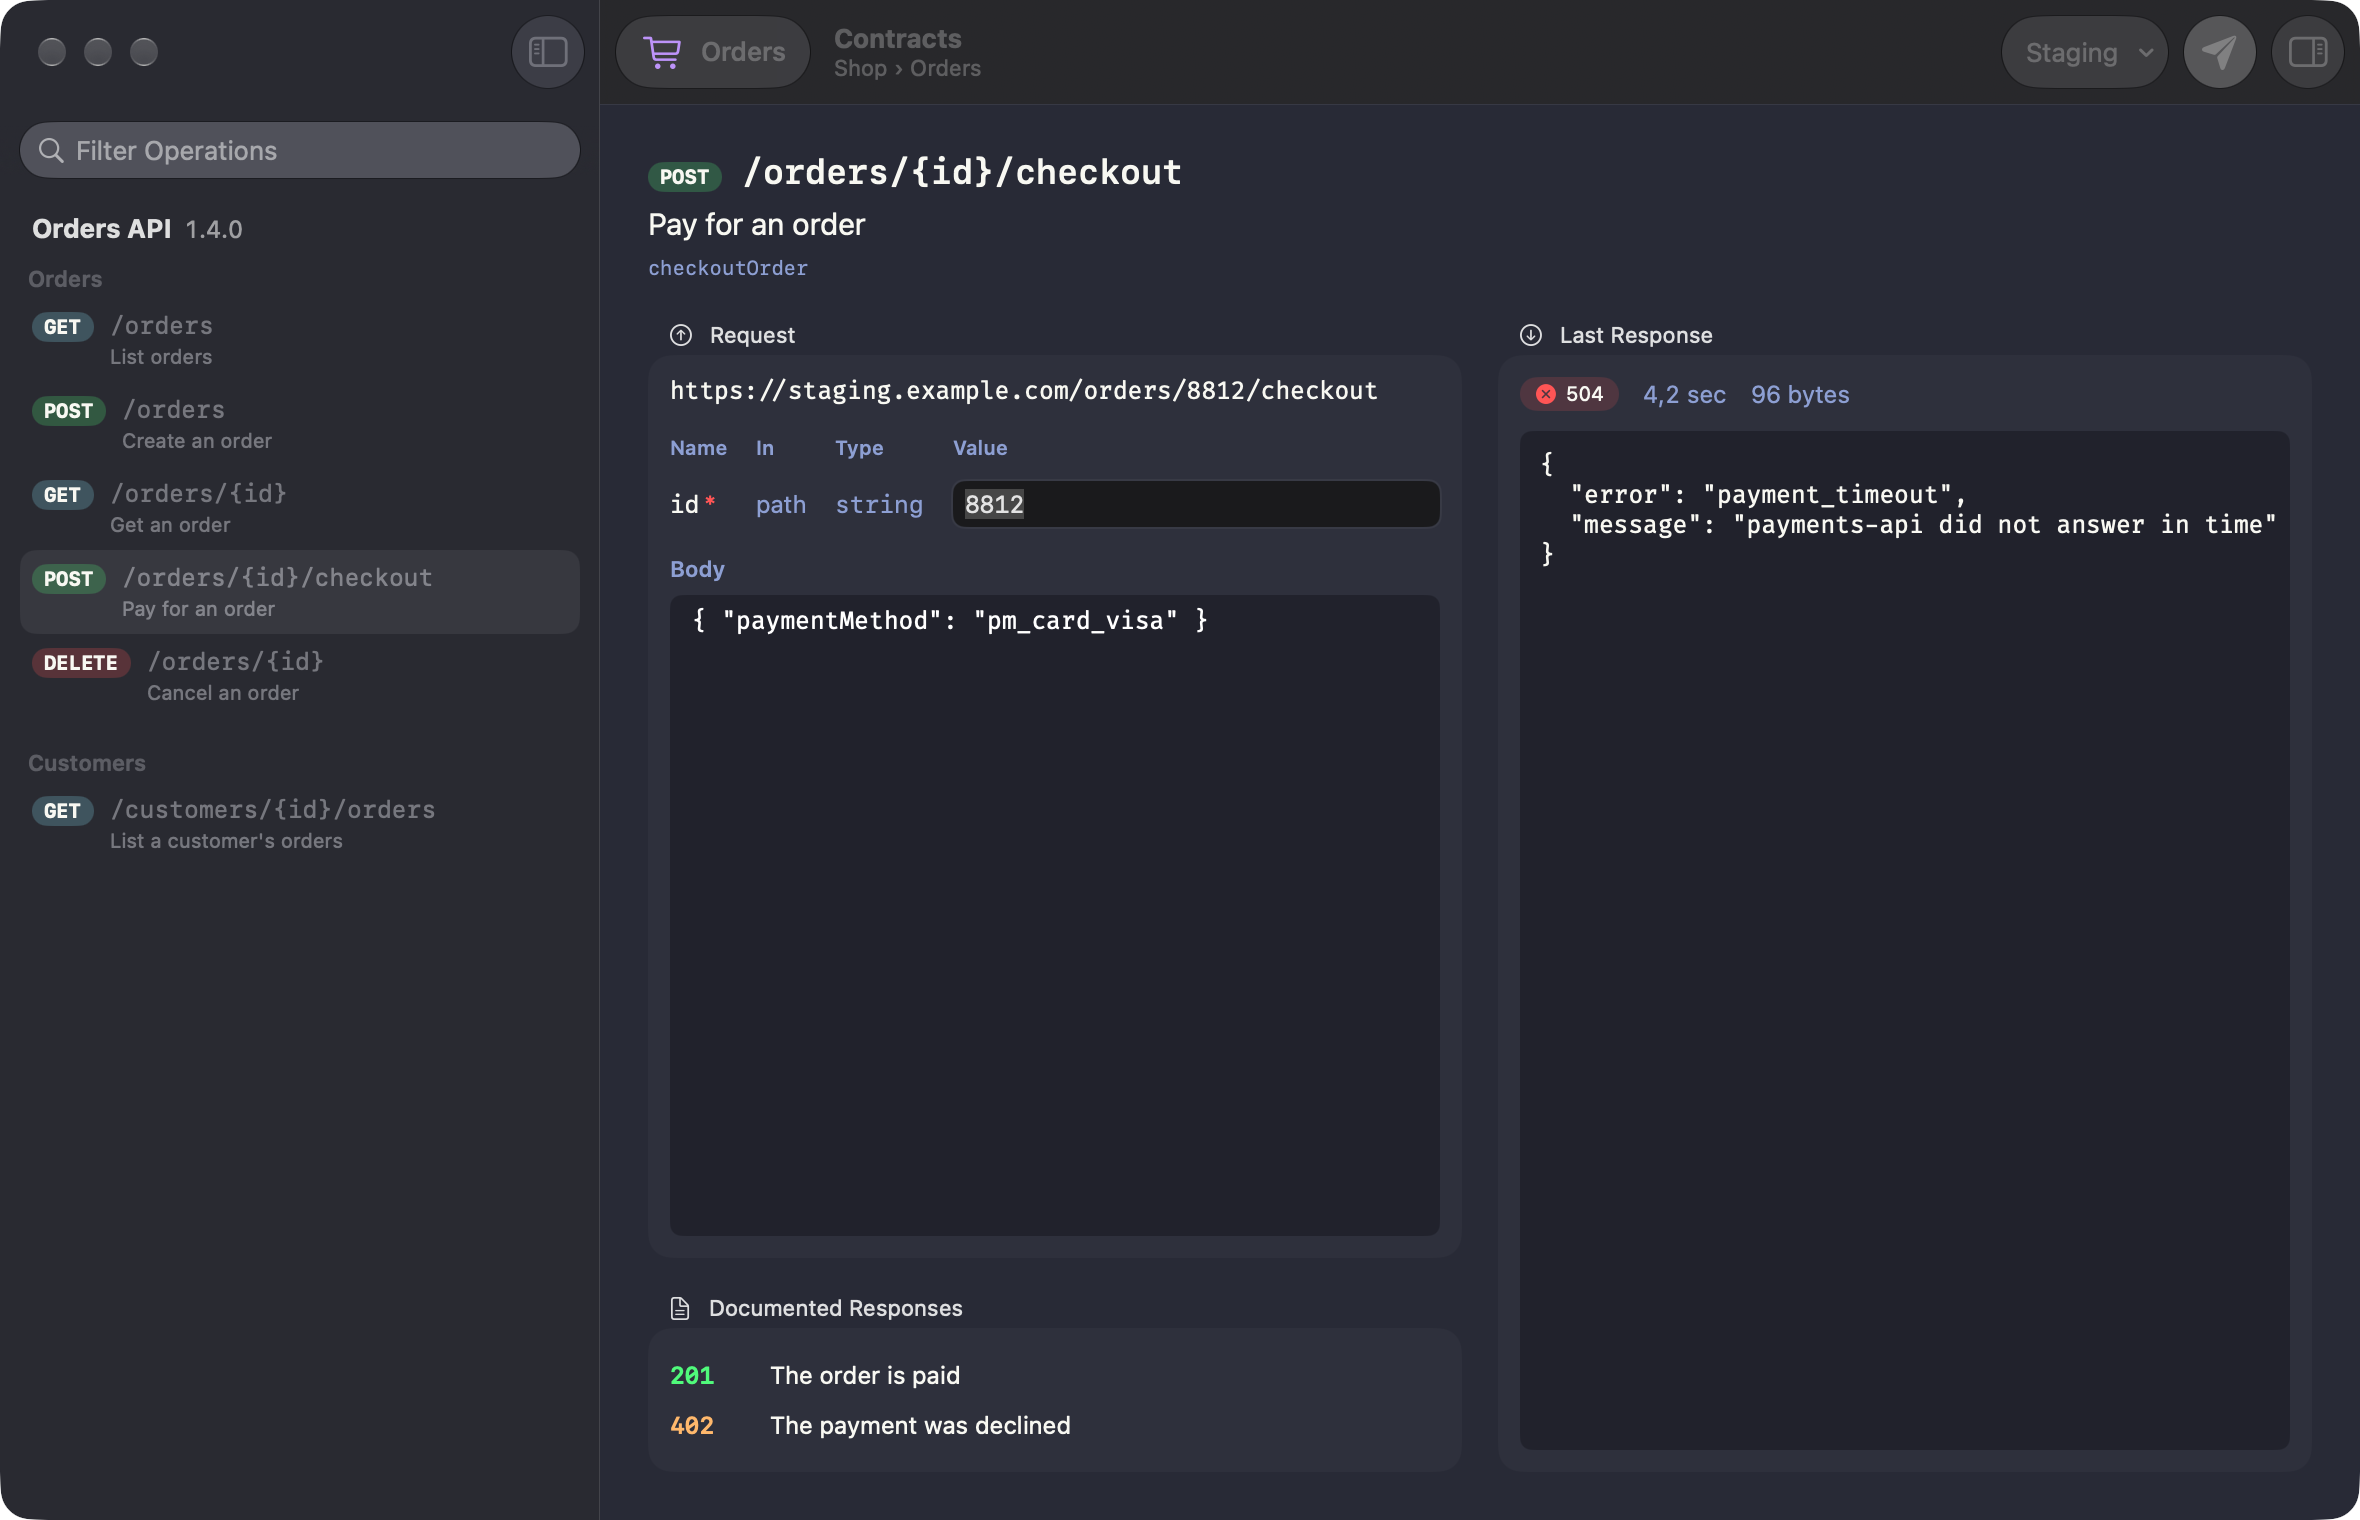 Orders
Contracts
Shop › Orders
Staging
Filter Operations
Orders API 1.4.0
Orders
GET /orders
List orders
POST /orders
Create an order
GET /orders/{id}
Get an order
POST /orders/{id}/checkout
Pay for an order
DELETE /orders/{id}
Cancel an order
Customers
GET /customers/{id}/orders
List a customer's orders
POST /orders/{id}/checkout
Pay for an order
checkoutOrder
Request
https://staging.example.com/orders/8812/checkout
Name In Type Value
id* path string 8812
Body
{ "paymentMethod": "pm_card_visa" }
Documented Responses
201 The order is paid
402 The payment was declined
Last Response
504 4,2 sec 96 bytes
{
"error": "payment_timeout",
"message": "payments-api did not answer in time"
}